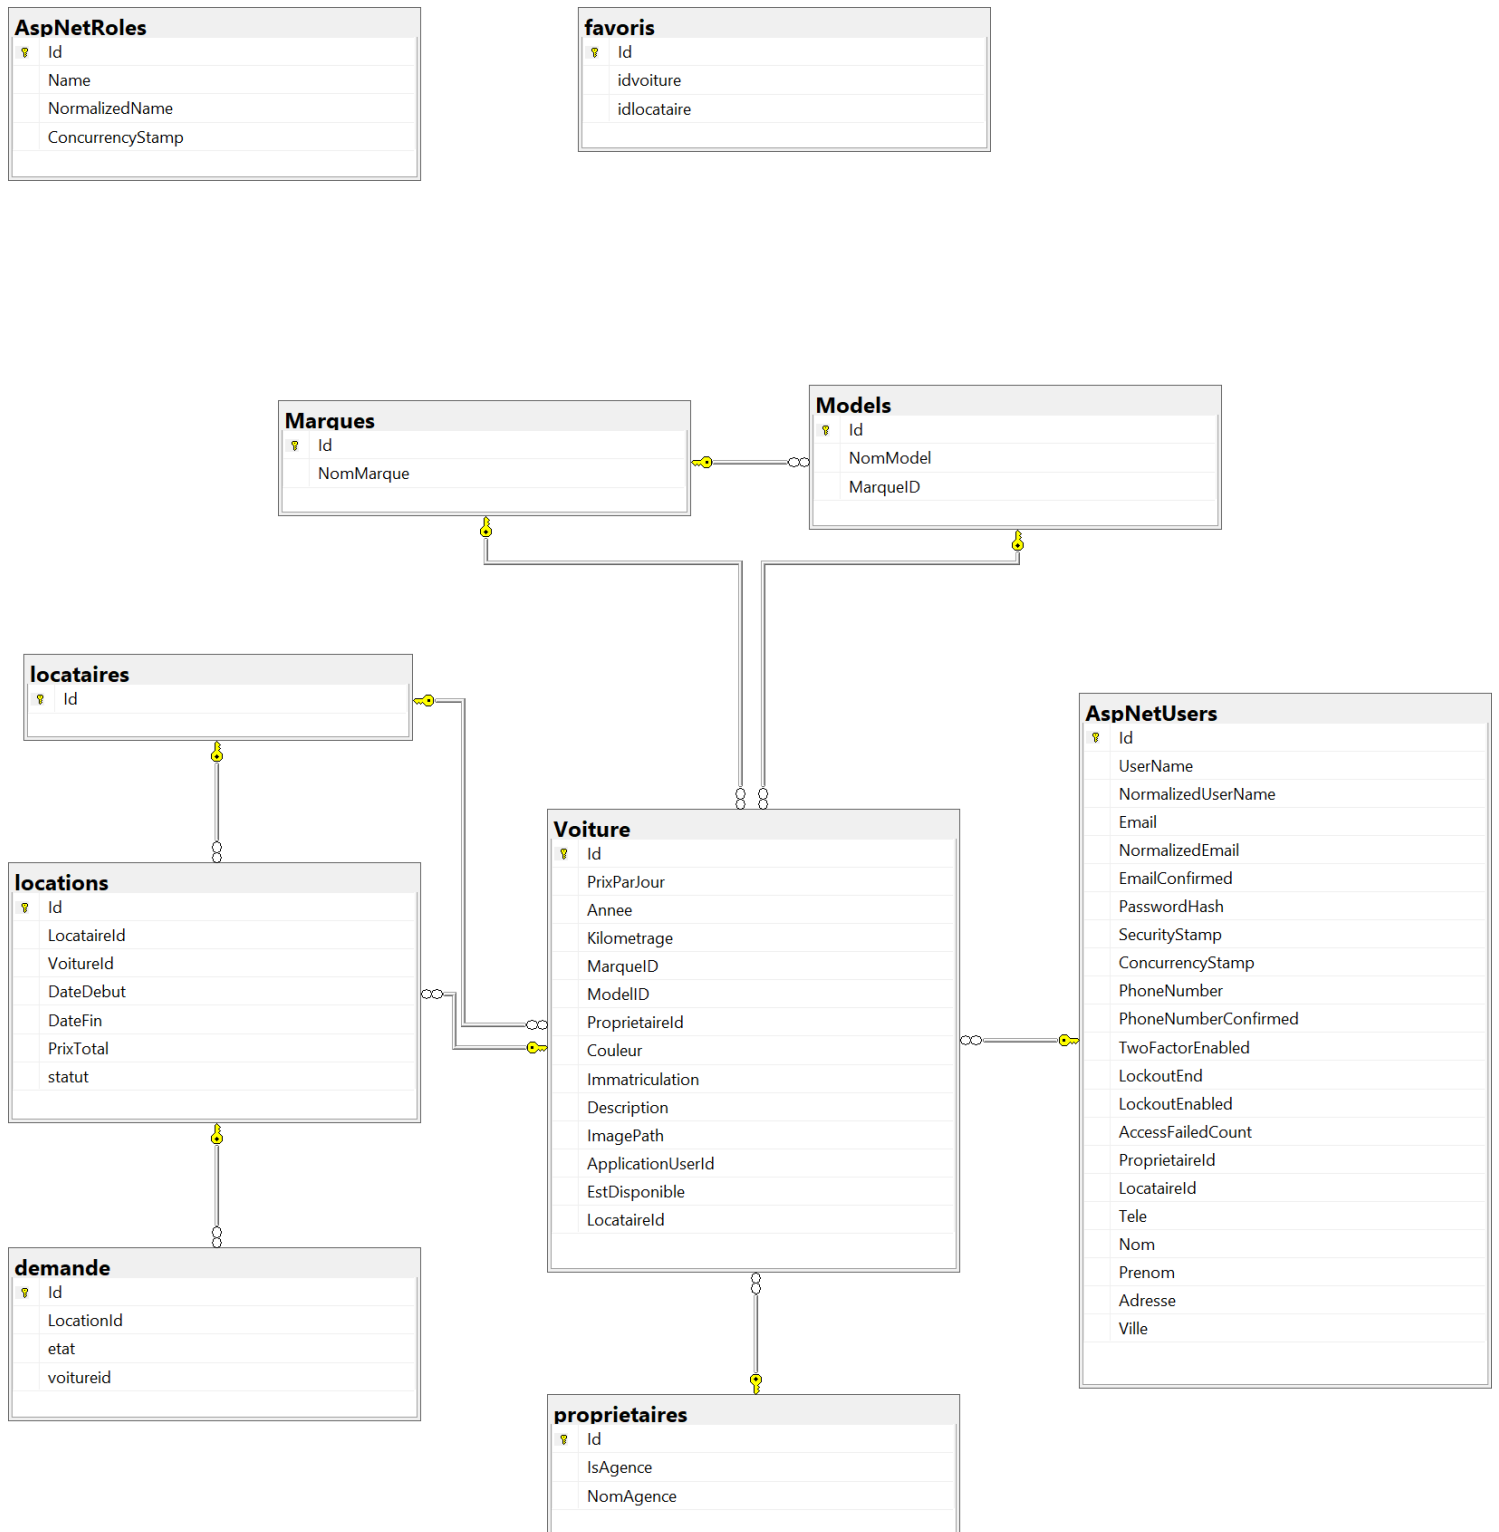 AspNetRoles
Id
Name
NormalizedName
ConcurrencyStamp
favoris
Id
idvoiture
idlocataire
Marques
Id
NomMarque
Models
Id
NomModel
MarqueID
locataires
Id
locations
Id
LocataireId
VoitureId
DateDebut
DateFin
PrixTotal
statut
demande
Id
LocationId
etat
voitureid
Voiture
Id
PrixParJour
Annee
Kilometrage
MarqueID
ModelID
ProprietaireId
Couleur
Immatriculation
Description
ImagePath
ApplicationUserId
EstDisponible
LocataireId
proprietaires
Id
IsAgence
NomAgence
AspNetUsers
Id
UserName
NormalizedUserName
Email
NormalizedEmail
EmailConfirmed
PasswordHash
SecurityStamp
ConcurrencyStamp
PhoneNumber
PhoneNumberConfirmed
TwoFactorEnabled
LockoutEnd
LockoutEnabled
AccessFailedCount
ProprietaireId
LocataireId
Tele
Nom
Prenom
Adresse
Ville